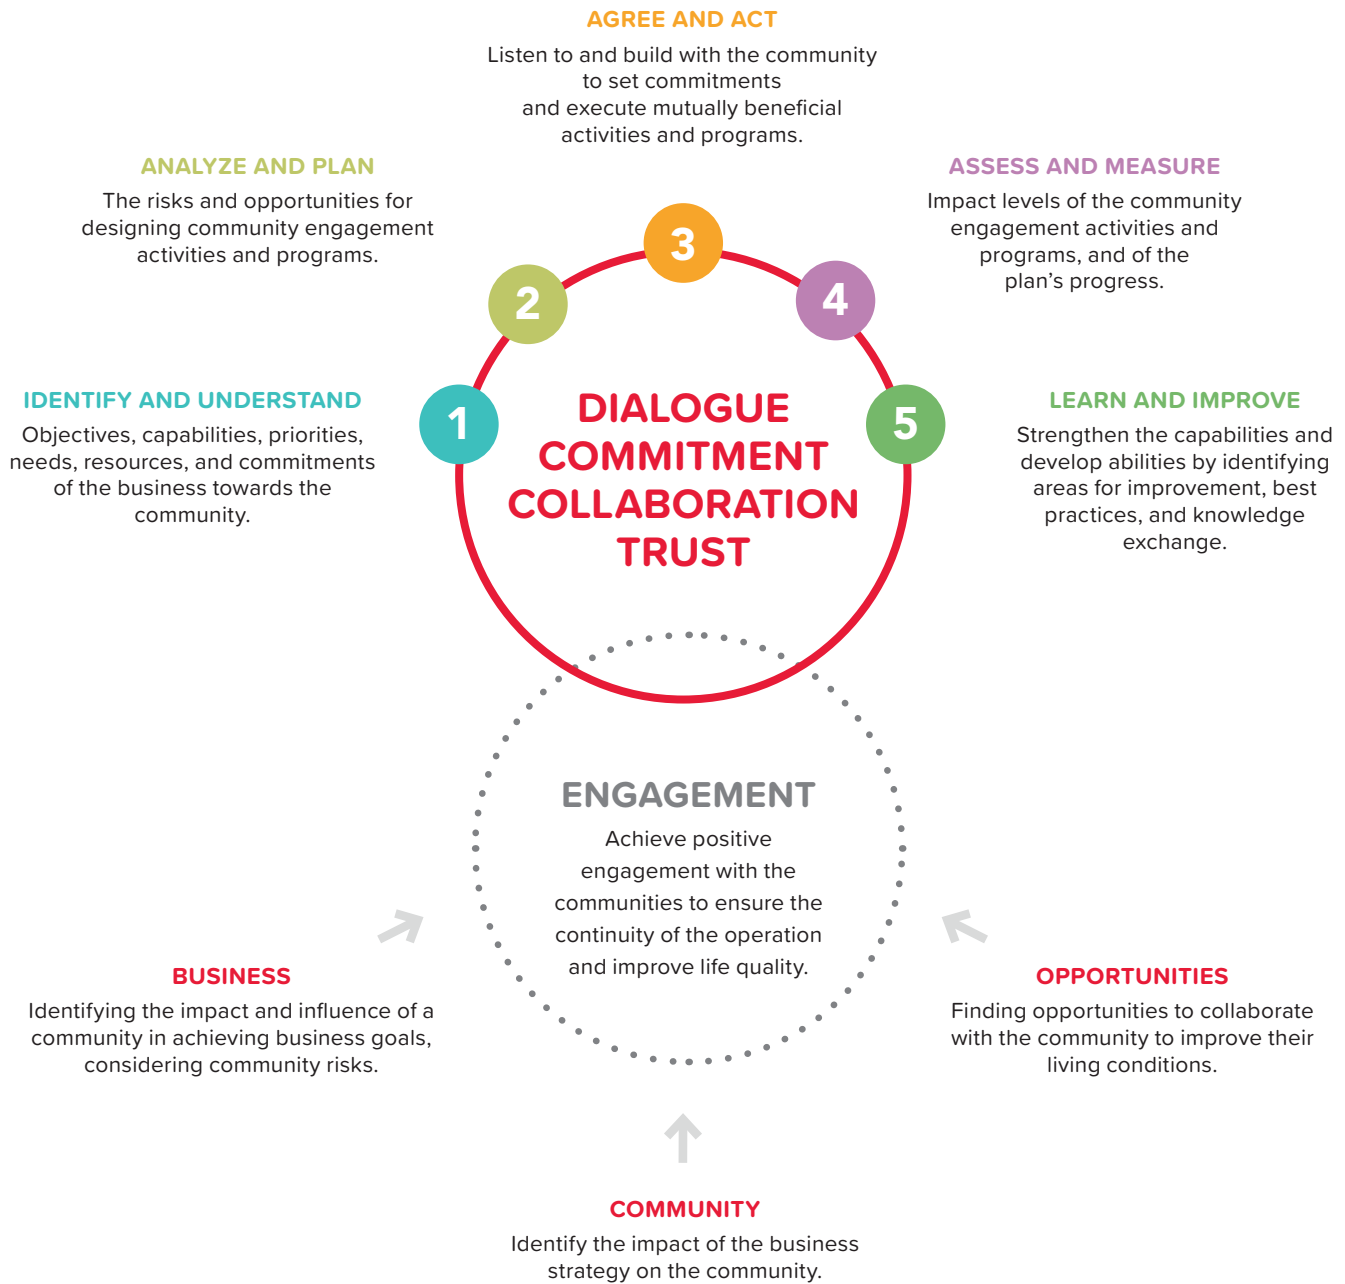 AGREE AND ACT
Listen to and build with the community
to set commitments
and execute mutually beneficial
activities and programs.
ANALYZE AND PLAN
The risks and opportunities for
designing community engagement
activities and programs.
ASSESS AND MEASURE
Impact levels of the community
engagement activities and
programs, and of the
plan's progress.
3
2
4
IDENTIFY AND UNDERSTAND
Objectives, capabilities, priorities,
needs, resources, and commitments
of the business towards the
community.
1
DIALOGUE
COMMITMENT
COLLABORATION
TRUST
5
LEARN AND IMPROVE
Strengthen the capabilities and
develop abilities by identifying
areas for improvement, best
practices, and knowledge
exchange.
ENGAGEMENT
Achieve positive
engagement with the
communities to ensure the
continuity of the operation
and improve life quality.
BUSINESS
Identifying the impact and influence of a
community in achieving business goals,
considering community risks.
OPPORTUNITIES
Finding opportunities to collaborate
with the community to improve their
living conditions.
COMMUNITY
Identify the impact of the business
strategy on the community.